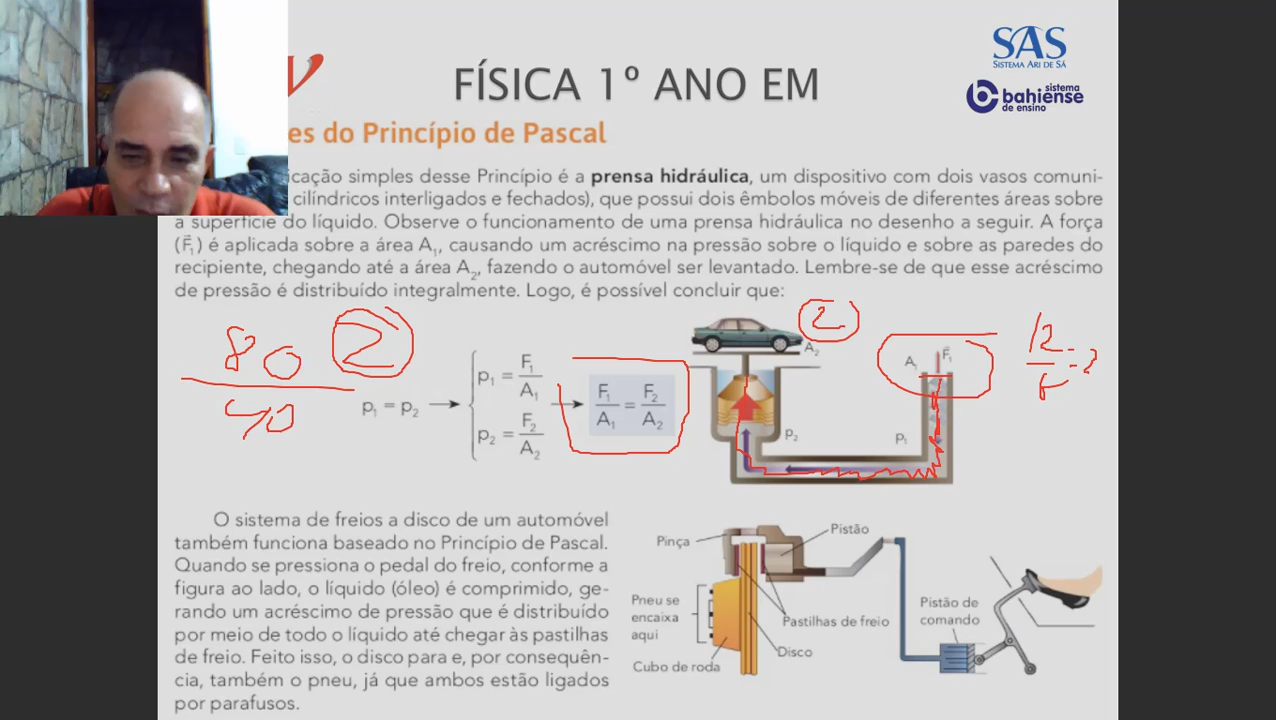 SAS
SISTEMA ARI DE SÁ
FÍSICA 1º ANO EM
sistema
bahiense
de ensino
es do Princípio de Pascal
icação simples desse Princípio é a prensa hidráulica, um dispositivo com dois vasos comuni-
cilíndricos interligados e fechados), que possui dois êmbolos móveis de diferentes áreas sobre
a superfície do líquido. Observe o funcionamento de uma prensa hidráulica no desenho a seguir. A força
(F₁) é aplicada sobre a área A₁, causando um acréscimo na pressão sobre o líquido e sobre as paredes do
recipiente, chegando até a área A₂, fazendo o automóvel ser levantado. Lembre-se de que esse acréscimo
de pressão é distribuído integralmente. Logo, é possível concluir que:
80
40
2
p₁ = p₂
p₁ = F₁/A₁
p₂ = F₂/A₂
F₁/A₁ = F₂/A₂
2
A₂
A₁
F₁
p₂
p₁
12
= 2
O sistema de freios a disco de um automóvel
também funciona baseado no Princípio de Pascal.
Quando se pressiona o pedal do freio, conforme a
figura ao lado, o líquido (óleo) é comprimido, ge-
rando um acréscimo de pressão que é distribuído
por meio de todo o líquido até chegar às pastilhas
de freio. Feito isso, o disco para e, por consequên-
cia, também o pneu, já que ambos estão ligados
por parafusos.
Pinça
Pistão
Pneu se
encaixa
aqui
Pastilhas de freio
Disco
Cubo de roda
Pistão de
comando